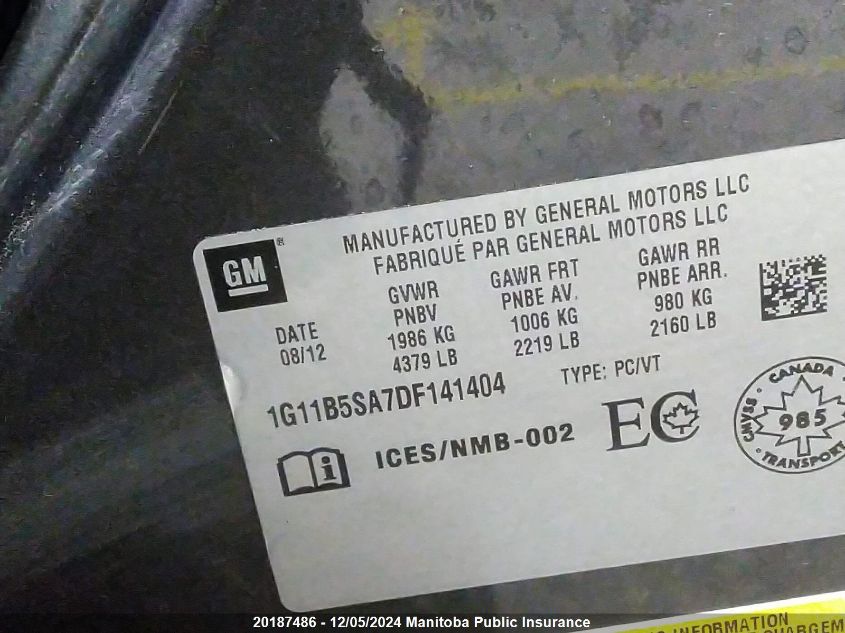 MANUFACTURED BY GENERAL MOTORS LLC
FABRIQUÉ PAR GENERAL MOTORS LLC
GM®
DATE
08/12
GVWR
PNBV
1986 KG
4379 LB
GAWR FRT
PNBE AV.
1006 KG
2219 LB
GAWR RR
PNBE ARR.
980 KG
2160 LB
1G11B5SA7DF141404
TYPE: PC/VT
ICES/NMB-002
EC
CANADA
985
TRANSPORT
CMVSS
INFORMATION
20187486 - 12/05/2024 Manitoba Public Insurance